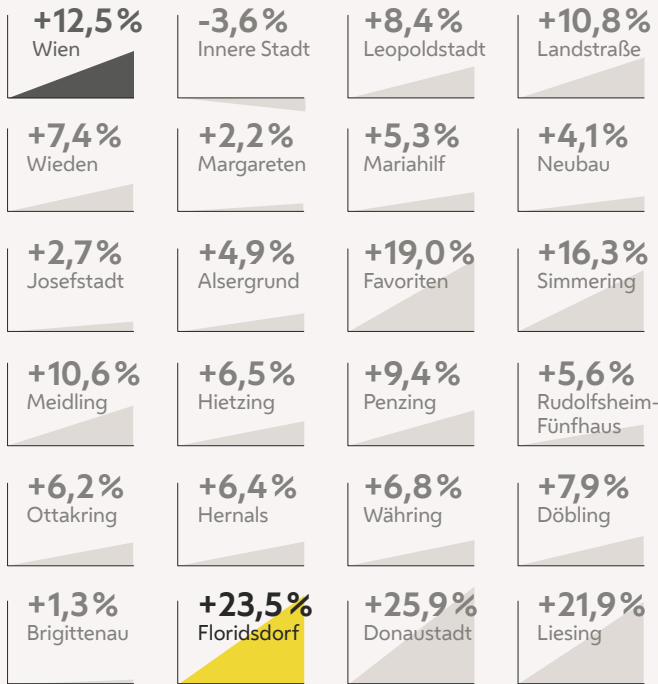 +12,5 %
Wien
-3,6 %
Innere Stadt
+8,4 %
Leopoldstadt
+10,8 %
Landstraße
+7,4 %
Wieden
+2,2 %
Margareten
+5,3 %
Mariahilf
+4,1 %
Neubau
+2,7 %
Josefstadt
+4,9 %
Alsergrund
+19,0 %
Favoriten
+16,3 %
Simmering
+10,6 %
Meidling
+6,5 %
Hietzing
+9,4 %
Penzing
+5,6 %
Rudolfsheim-
Fünfhaus
+6,2 %
Ottakring
+6,4 %
Hernals
+6,8 %
Währing
+7,9 %
Döbling
+1,3 %
Brigittenau
+23,5 %
Floridsdorf
+25,9 %
Donaustadt
+21,9 %
Liesing